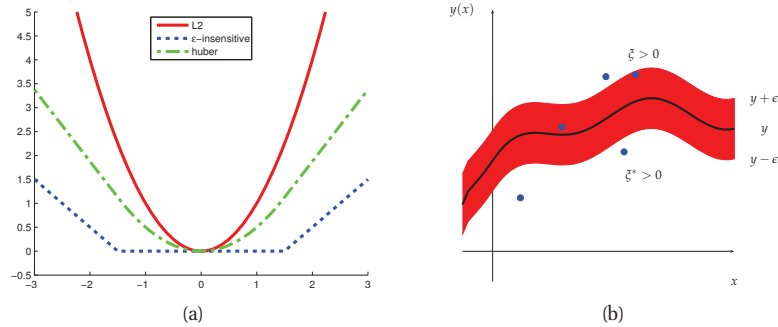 5
4.5
4
3.5
3
2.5
2
1.5
1
0.5
0
−0.5
−3
−2
−1
0
1
2
3
L2
ε−insensitive
huber
(a)
y(x)
ξ > 0
y + ϵ
y
y − ϵ
ξ* > 0
x
(b)